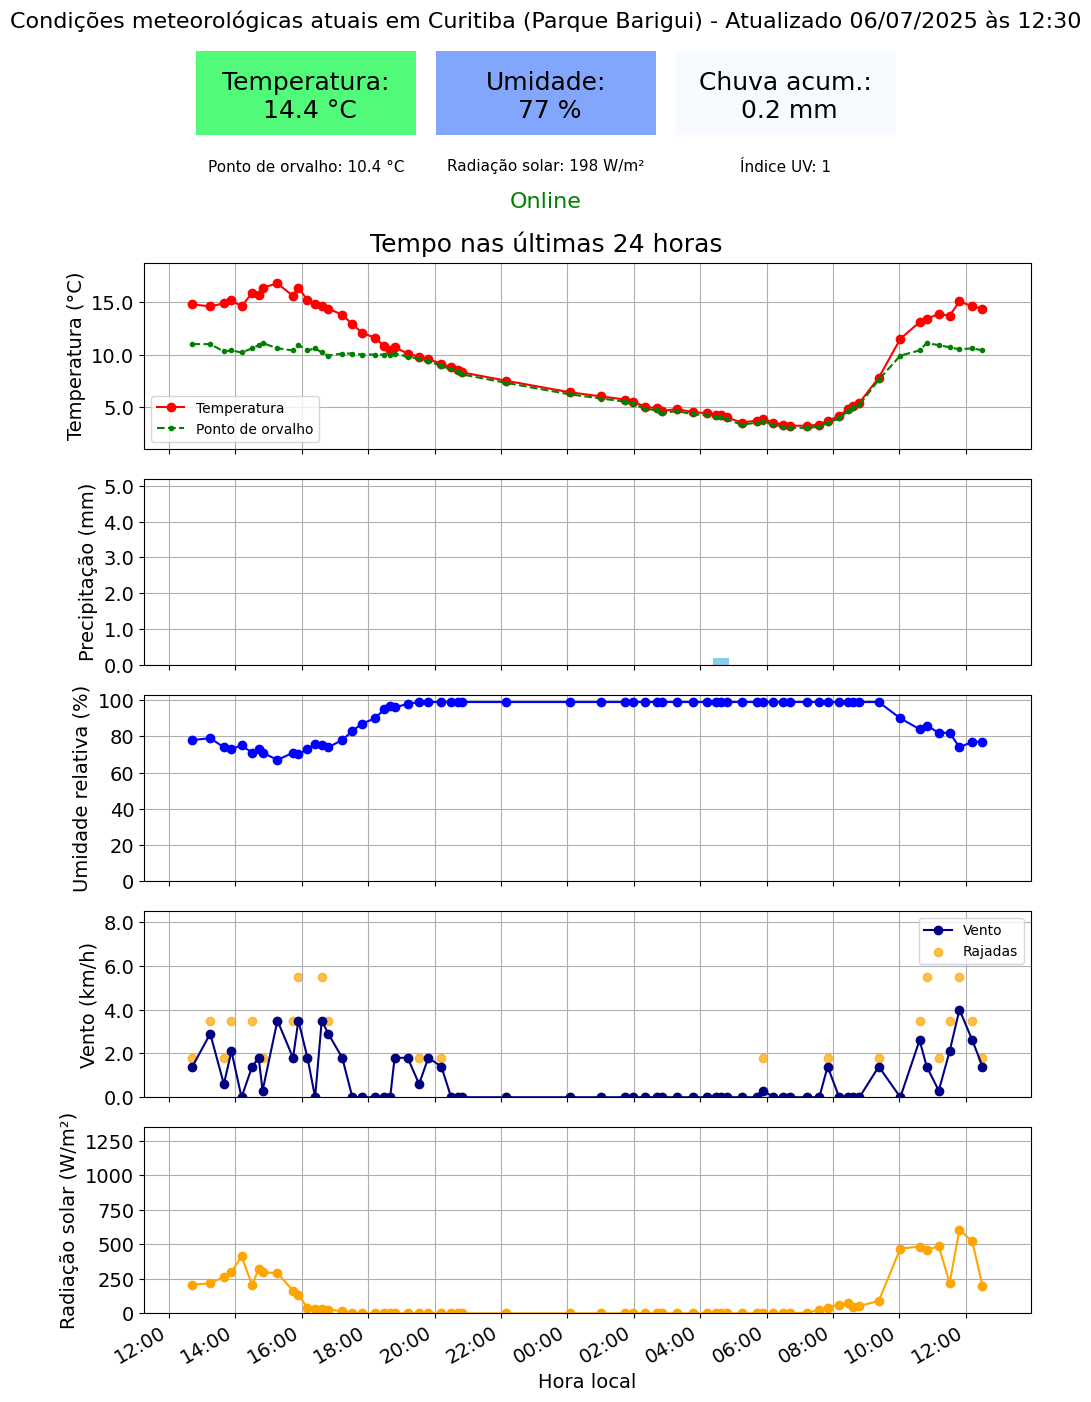 Condições meteorológicas atuais em Curitiba (Parque Barigui) - Atualizado 06/07/2025 às 12:30
Temperatura:
14.4 °C
Umidade:
77 %
Chuva acum.:
0.2 mm
Ponto de orvalho: 10.4 °C
Radiação solar: 198 W/m²
Índice UV: 1
Online
Tempo nas últimas 24 horas
Temperatura (°C)
15.0
10.0
5.0
Temperatura
Ponto de orvalho
Precipitação (mm)
5.0
4.0
3.0
2.0
1.0
0.0
Umidade relativa (%)
100
80
60
40
20
0
Vento (km/h)
8.0
6.0
4.0
2.0
0.0
Vento
Rajadas
Radiação solar (W/m²)
1250
1000
750
500
250
0
12:00
14:00
16:00
18:00
20:00
22:00
00:00
02:00
04:00
06:00
08:00
10:00
12:00
Hora local